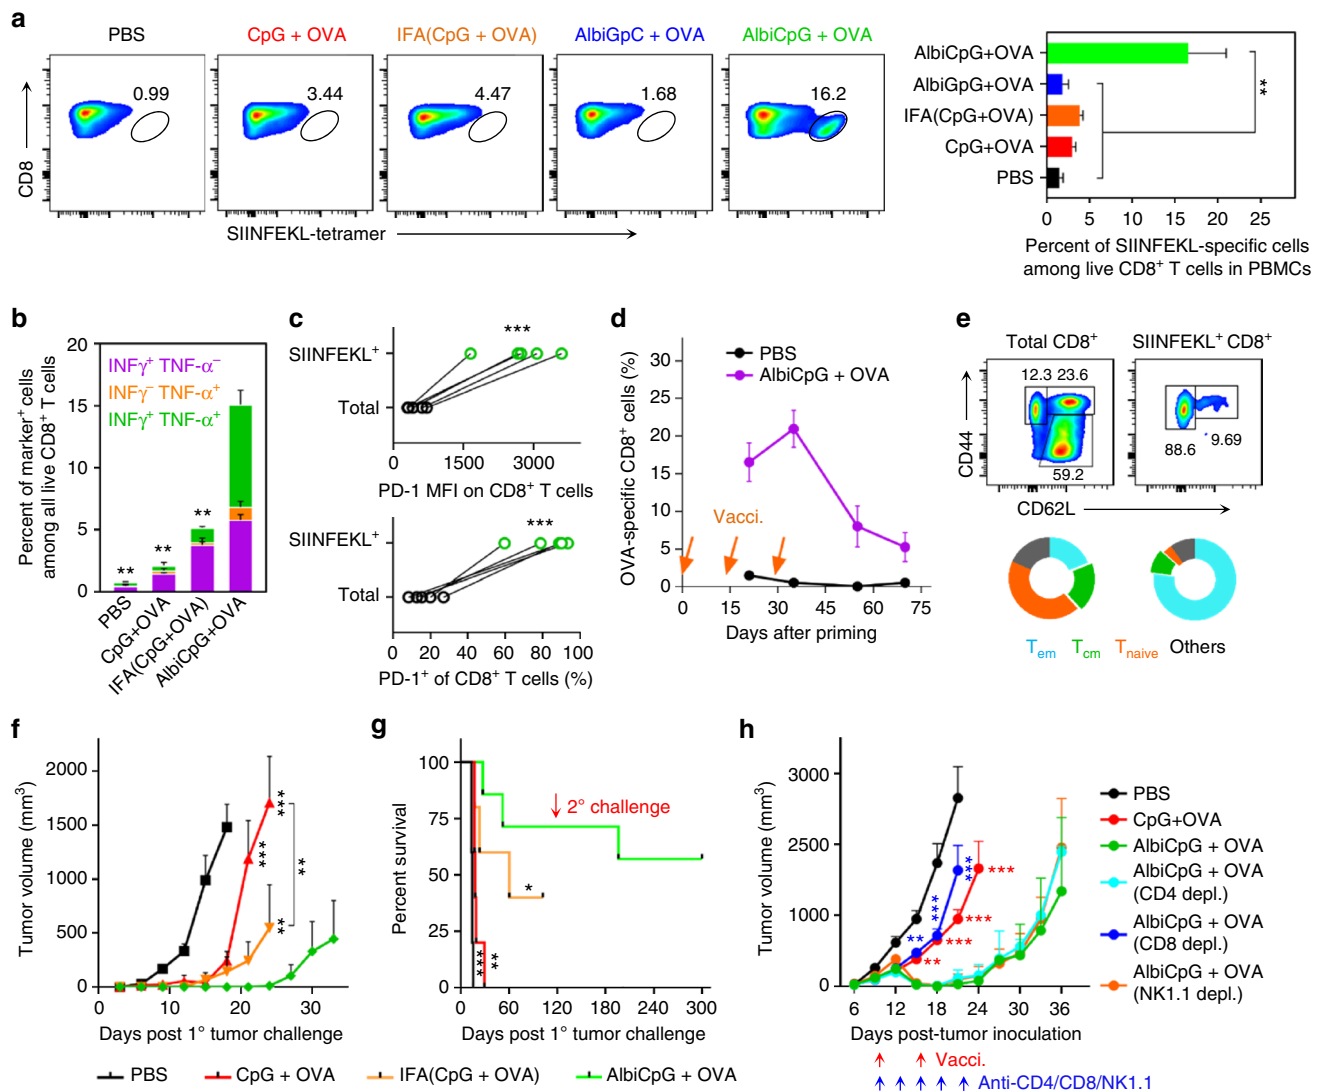 a
PBS
CpG + OVA
IFA(CpG + OVA)
AlbiGpC + OVA
AlbiCpG + OVA
0.99
3.44
4.47
1.68
16.2
CD8
SIINFEKL-tetramer
AlbiCpG+OVA
AlbiGpG+OVA
IFA(CpG+OVA)
CpG+OVA
PBS
**
0 5 10 15 20 25
Percent of SIINFEKL-specific cells
among live CD8+ T cells in PBMCs
b
Percent of marker+ cells
among all live CD8+ T cells
20
15
10
5
0
INFγ+ TNF-α−
INFγ− TNF-α+
INFγ+ TNF-α+
**
**
**
PBS
CpG+OVA
IFA(CpG+OVA)
AlbiCpG+OVA
c
SIINFEKL+
Total
***
0 1500 3000
PD-1 MFI on CD8+ T cells
SIINFEKL+
Total
***
0 20 40 60 80 100
PD-1+ of CD8+ T cells (%)
d
OVA-specific CD8+ cells (%)
30
25
20
15
10
5
0
PBS
AlbiCpG + OVA
Vacci.
0 15 30 45 60 75
Days after priming
e
Total CD8+
SIINFEKL+ CD8+
12.3 23.6
59.2
88.6
9.69
CD44
CD62L
Tem Tcm Tnaive Others
f
Tumor volume (mm3)
2000
1500
1000
500
0
***
***
**
**
0 10 20 30
Days post 1° tumor challenge
g
Percent survival
100
75
50
25
0
2° challenge
*
***
**
0 60 120 180 240 300
Days post 1° tumor challenge
PBS
CpG + OVA
IFA(CpG + OVA)
AlbiCpG + OVA
h
Tumor volume (mm3)
3000
2500
1000
0
**
***
***
**
***
***
***
6 12 18 24 30 36
Days post-tumor inoculation
Vacci.
Anti-CD4/CD8/NK1.1
PBS
CpG+OVA
AlbiCpG + OVA
AlbiCpG + OVA
(CD4 depl.)
AlbiCpG + OVA
(CD8 depl.)
AlbiCpG + OVA
(NK1.1 depl.)